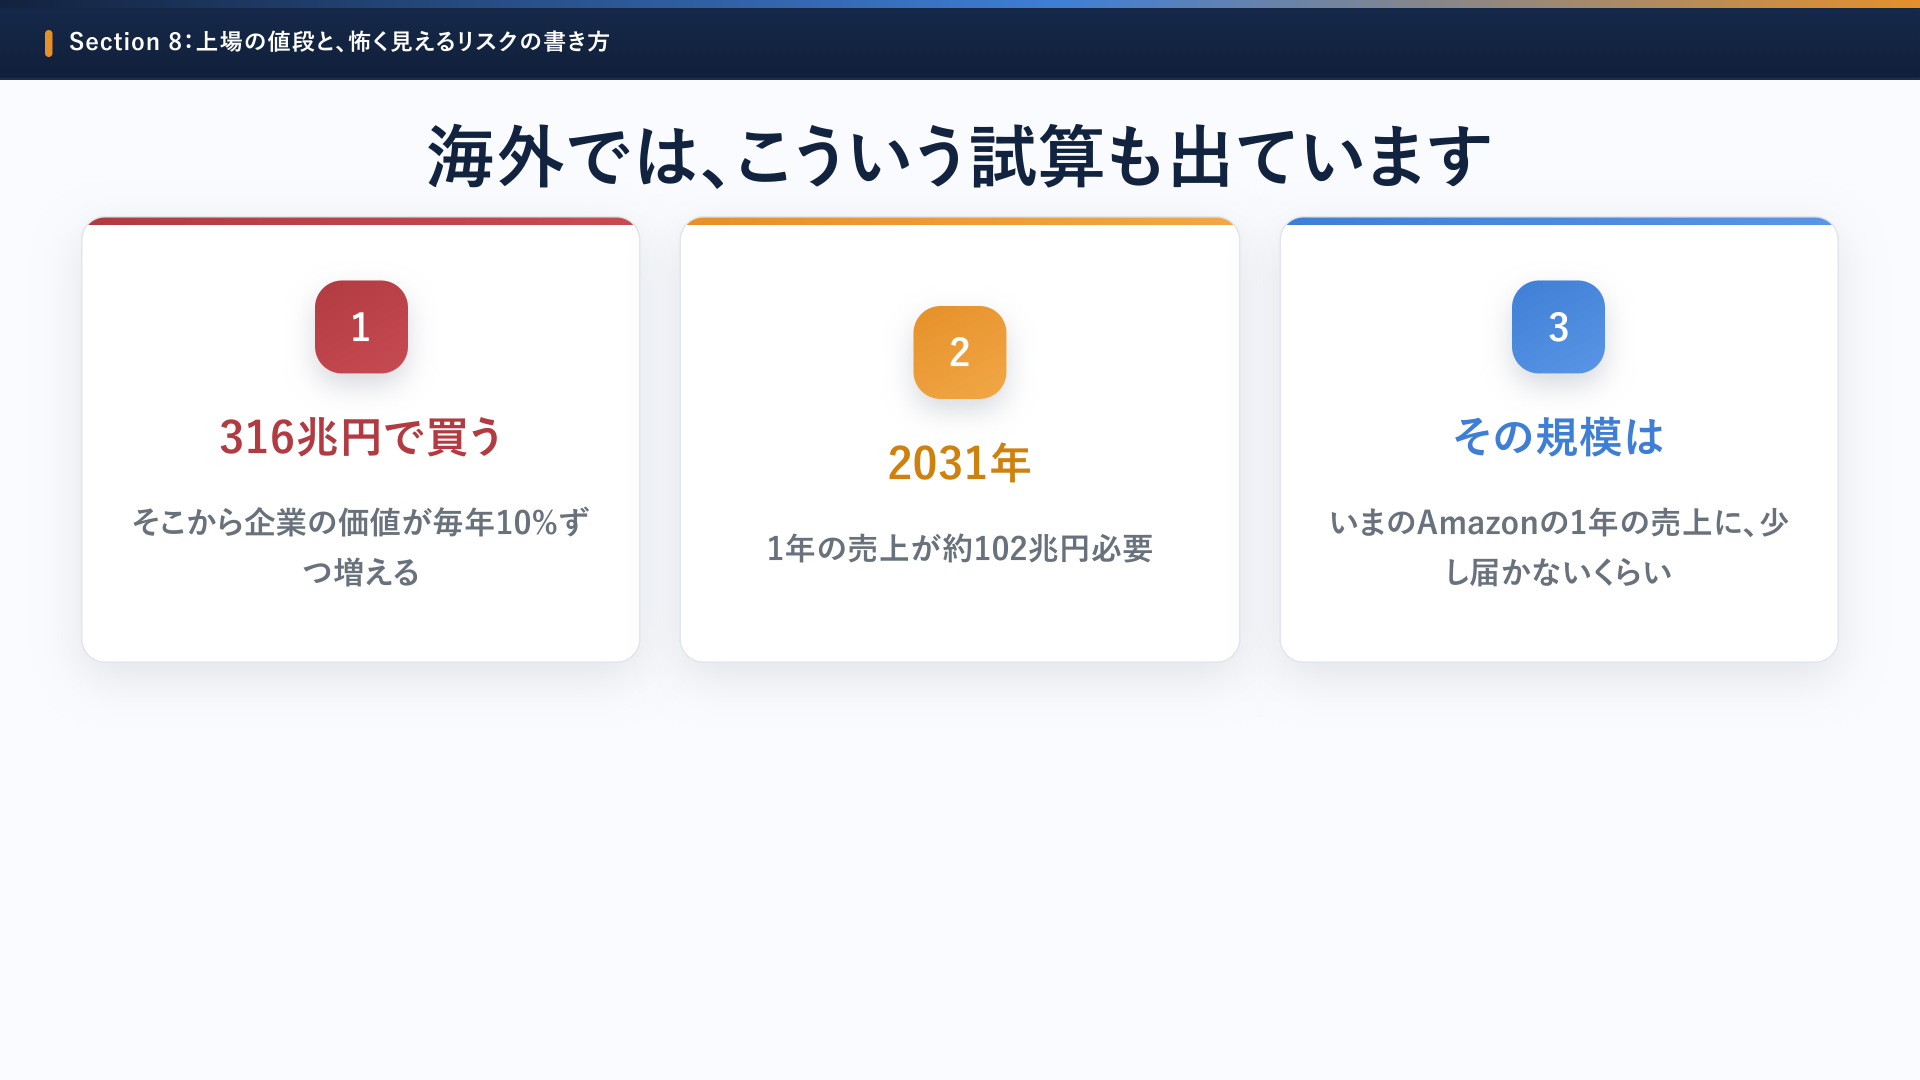 Section 8：上場の値段と、怖く見えるリスクの書き方
海外では、こういう試算も出ています
1
316兆円で買う
そこから企業の価値が毎年10%ず
つ増える
2
2031年
1年の売上が約102兆円必要
3
その規模は
いまのAmazonの1年の売上に、少
し届かないくらい